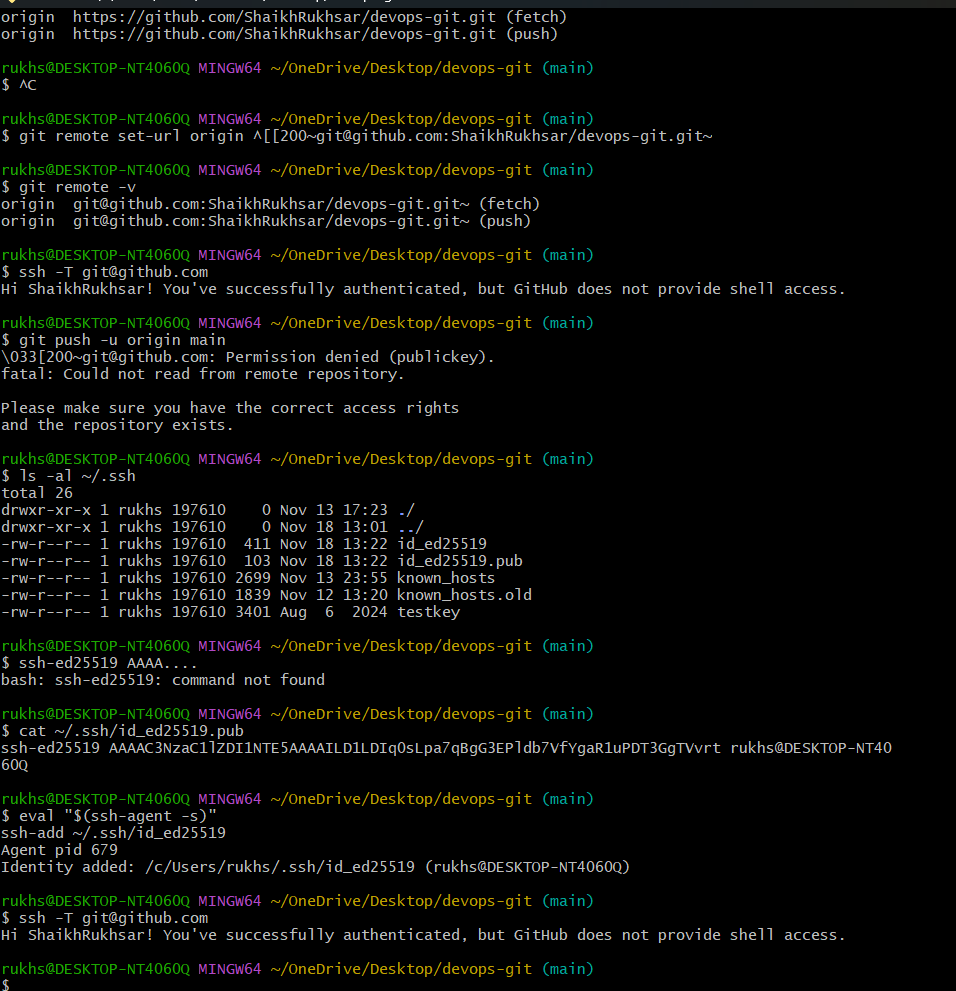 origin  https://github.com/ShaikhRukhsar/devops-git.git (fetch)
origin  https://github.com/ShaikhRukhsar/devops-git.git (push)

rukhs@DESKTOP-NT406OQ MINGW64 ~/OneDrive/Desktop/devops-git (main)
$ ^C

rukhs@DESKTOP-NT406OQ MINGW64 ~/OneDrive/Desktop/devops-git (main)
$ git remote set-url origin ^[[200~git@github.com:ShaikhRukhsar/devops-git.git~

rukhs@DESKTOP-NT406OQ MINGW64 ~/OneDrive/Desktop/devops-git (main)
$ git remote -v
origin  git@github.com:ShaikhRukhsar/devops-git.git~ (fetch)
origin  git@github.com:ShaikhRukhsar/devops-git.git~ (push)

rukhs@DESKTOP-NT406OQ MINGW64 ~/OneDrive/Desktop/devops-git (main)
$ ssh -T git@github.com
Hi ShaikhRukhsar! You've successfully authenticated, but GitHub does not provide shell access.

rukhs@DESKTOP-NT406OQ MINGW64 ~/OneDrive/Desktop/devops-git (main)
$ git push -u origin main
\033[200~git@github.com: Permission denied (publickey).
fatal: Could not read from remote repository.

Please make sure you have the correct access rights
and the repository exists.

rukhs@DESKTOP-NT406OQ MINGW64 ~/OneDrive/Desktop/devops-git (main)
$ ls -al ~/.ssh
total 26
drwxr-xr-x 1 rukhs 197610    0 Nov 13 17:23 ./
drwxr-xr-x 1 rukhs 197610    0 Nov 18 13:01 ../
-rw-r--r-- 1 rukhs 197610  411 Nov 18 13:22 id_ed25519
-rw-r--r-- 1 rukhs 197610  103 Nov 18 13:22 id_ed25519.pub
-rw-r--r-- 1 rukhs 197610 2699 Nov 13 23:55 known_hosts
-rw-r--r-- 1 rukhs 197610 1839 Nov 12 13:20 known_hosts.old
-rw-r--r-- 1 rukhs 197610 3401 Aug  6  2024 testkey

rukhs@DESKTOP-NT406OQ MINGW64 ~/OneDrive/Desktop/devops-git (main)
$ ssh-ed25519 AAAA....
bash: ssh-ed25519: command not found

rukhs@DESKTOP-NT406OQ MINGW64 ~/OneDrive/Desktop/devops-git (main)
$ cat ~/.ssh/id_ed25519.pub
ssh-ed25519 AAAAC3NzaC1lZDI1NTE5AAAAILD1LDIqOsLpa7qBgG3EPldb7VfYgaR1uPDT3GgTVvrt rukhs@DESKTOP-NT40
6OQ

rukhs@DESKTOP-NT406OQ MINGW64 ~/OneDrive/Desktop/devops-git (main)
$ eval "$(ssh-agent -s)"
ssh-add ~/.ssh/id_ed25519
Agent pid 679
Identity added: /c/Users/rukhs/.ssh/id_ed25519 (rukhs@DESKTOP-NT406OQ)

rukhs@DESKTOP-NT406OQ MINGW64 ~/OneDrive/Desktop/devops-git (main)
$ ssh -T git@github.com
Hi ShaikhRukhsar! You've successfully authenticated, but GitHub does not provide shell access.

rukhs@DESKTOP-NT406OQ MINGW64 ~/OneDrive/Desktop/devops-git (main)
$